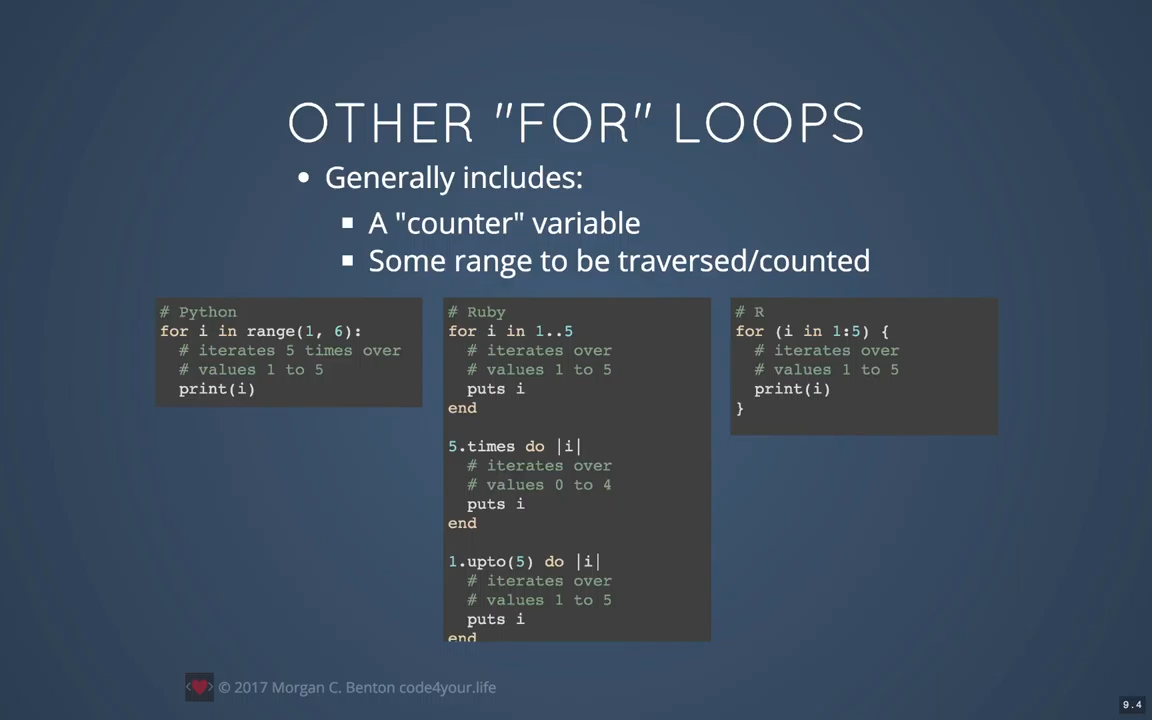 OTHER "FOR" LOOPS
Generally includes:
A "counter" variable
Some range to be traversed/counted
# Python
for i in range(1, 6):
  # iterates 5 times over
  # values 1 to 5
  print(i)
# Ruby
for i in 1..5
  # iterates over
  # values 1 to 5
  puts i
end
5.times do |i|
  # iterates over
  # values 0 to 4
  puts i
end
1.upto(5) do |i|
  # iterates over
  # values 1 to 5
  puts i
end
# R
for (i in 1:5) {
  # iterates over
  # values 1 to 5
  print(i)
}
© 2017 Morgan C. Benton code4your.life
9.4